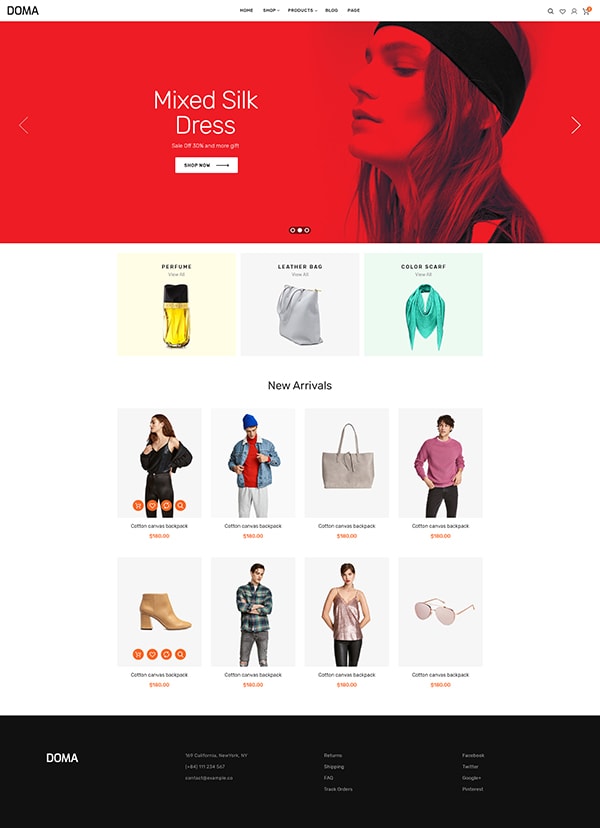 DOMA
HOME SHOP PRODUCTS BLOG PAGE
Mixed Silk
Dress
Sale Off 30% and more gift
SHOP NOW
PERFUME
View All
LEATHER BAG
View All
COLOR SCARF
View All
New Arrivals
Cotton canvas backpack
$180.00
Cotton canvas backpack
$180.00
Cotton canvas backpack
$180.00
Cotton canvas backpack
$180.00
Cotton canvas backpack
$180.00
Cotton canvas backpack
$180.00
Cotton canvas backpack
$180.00
Cotton canvas backpack
$180.00
DOMA
169 California, NewYork, NY
(+84) 111 234 567
contact@example.co
Returns
Shipping
FAQ
Track Orders
Facebook
Twitter
Google+
Pinterest